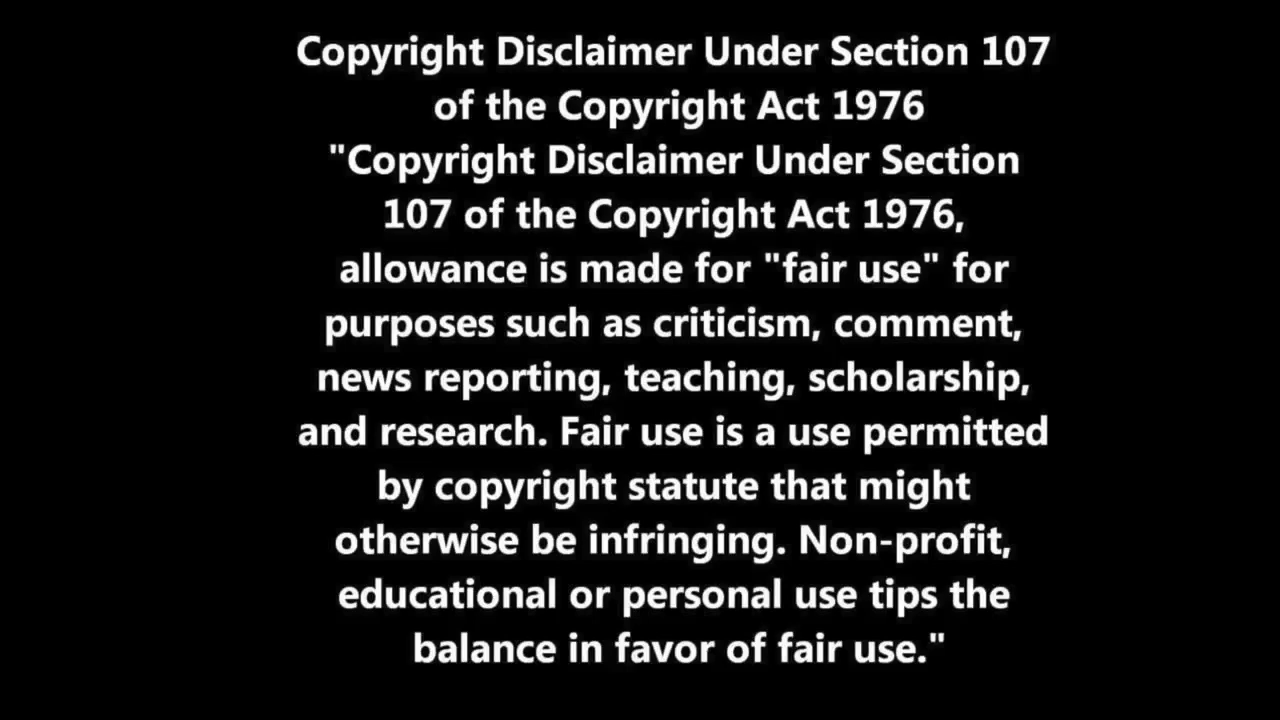 Copyright Disclaimer Under Section 107
of the Copyright Act 1976
"Copyright Disclaimer Under Section
107 of the Copyright Act 1976,
allowance is made for "fair use" for
purposes such as criticism, comment,
news reporting, teaching, scholarship,
and research. Fair use is a use permitted
by copyright statute that might
otherwise be infringing. Non-profit,
educational or personal use tips the
balance in favor of fair use."